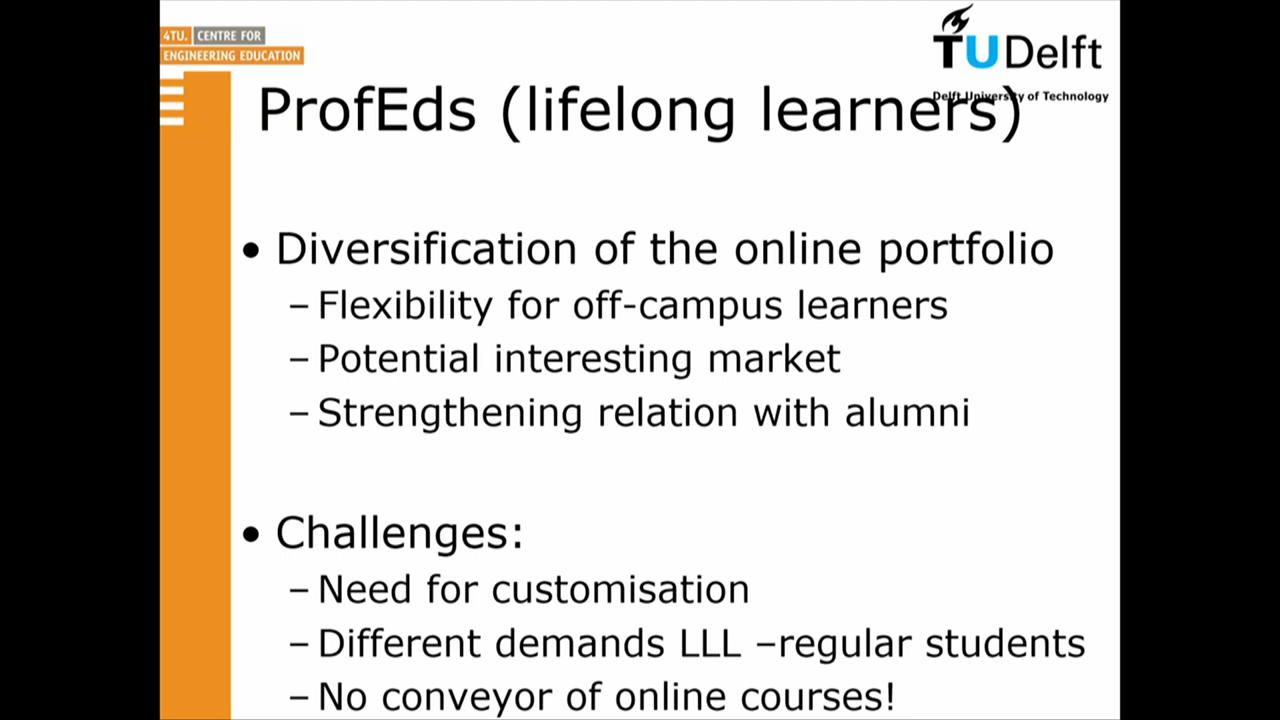 4TU. CENTRE FOR
ENGINEERING EDUCATION
TU Delft
Delft University of Technology
ProfEds (lifelong learners)
• Diversification of the online portfolio
– Flexibility for off-campus learners
– Potential interesting market
– Strengthening relation with alumni
• Challenges:
– Need for customisation
– Different demands LLL –regular students
– No conveyor of online courses!